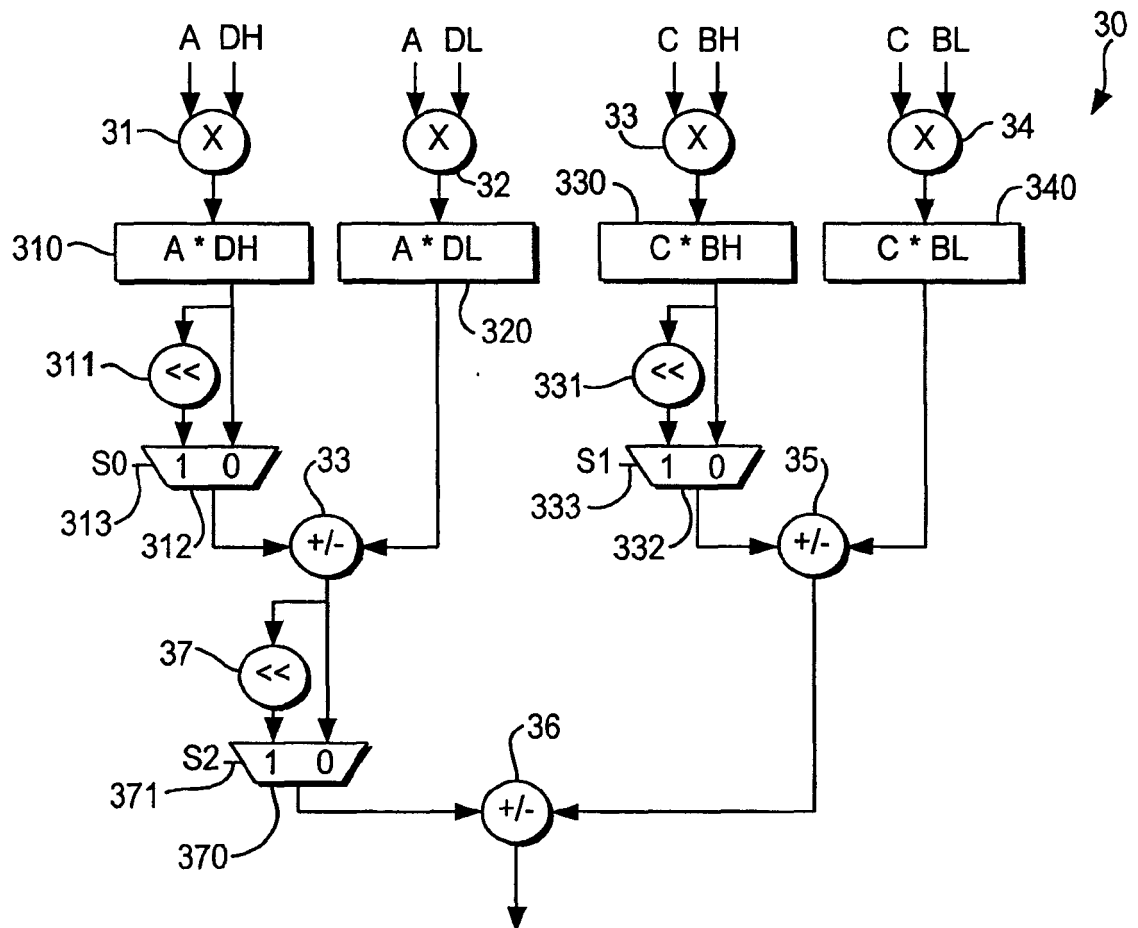 30
A DH A DL C BH C BL
31 X X 32 33 X X 34
310 A * DH A * DL 320 330 C * BH C * BL 340
311 << 331 <<
S0 1 0 S1 1 0
313 312 333 332
33 +/- 35 +/-
37 <<
S2 1 0
371 370
36 +/-